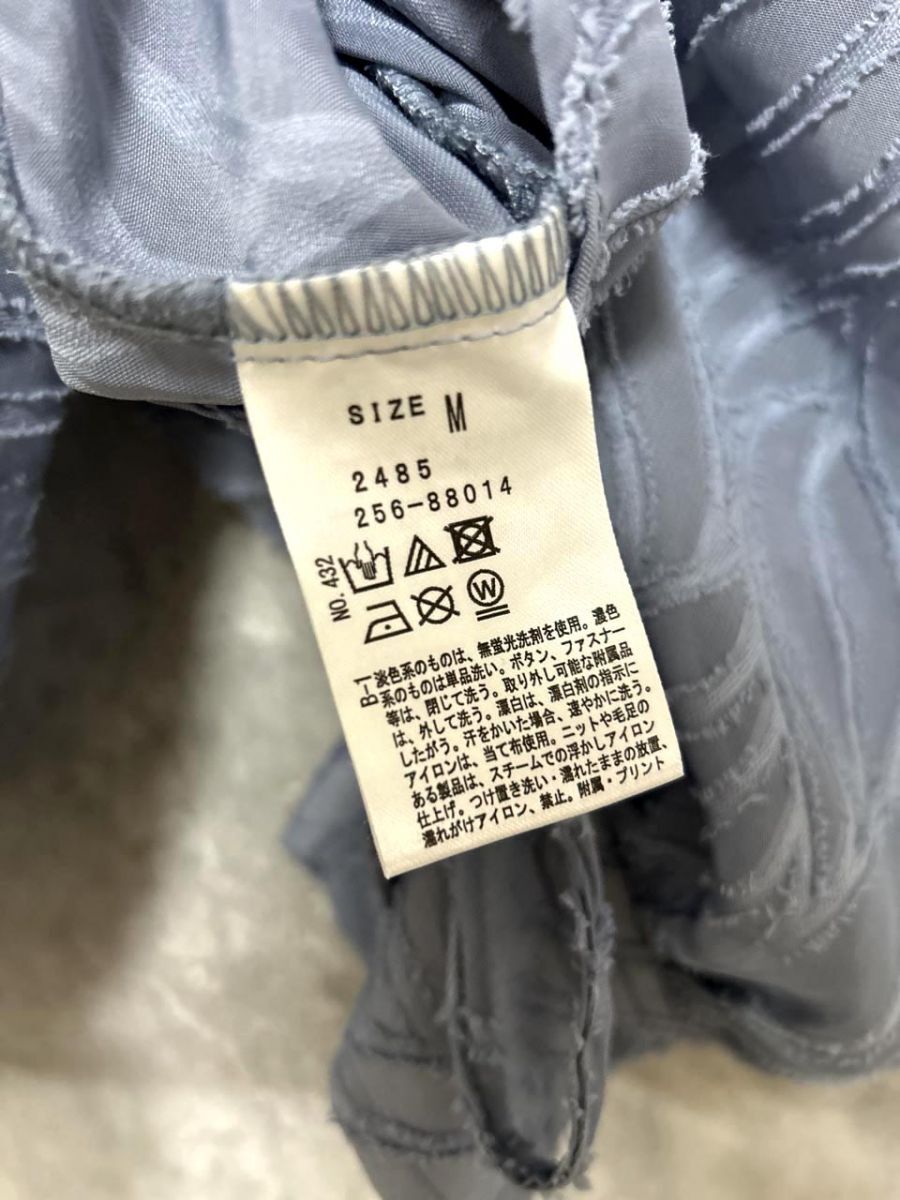 SIZE M
2485
256-88014
NO. 432
W
B-1
淡色系のものは、無蛍光洗剤を使用。濃色
系のものは単品洗い。ボタン、ファスナー
等は、閉じて洗う。取り外し可能な附属品
は、外して洗う。漂白は、漂白剤の指示に
したがう。汗をかいた場合、速やかに洗う。
アイロンは、当て布使用。ニットや毛足の
ある製品は、スチームでの浮かしアイロン
仕上げ。つけ置き洗い・濡れたままの放置、
濡れがけアイロン、禁止。附属・プリント